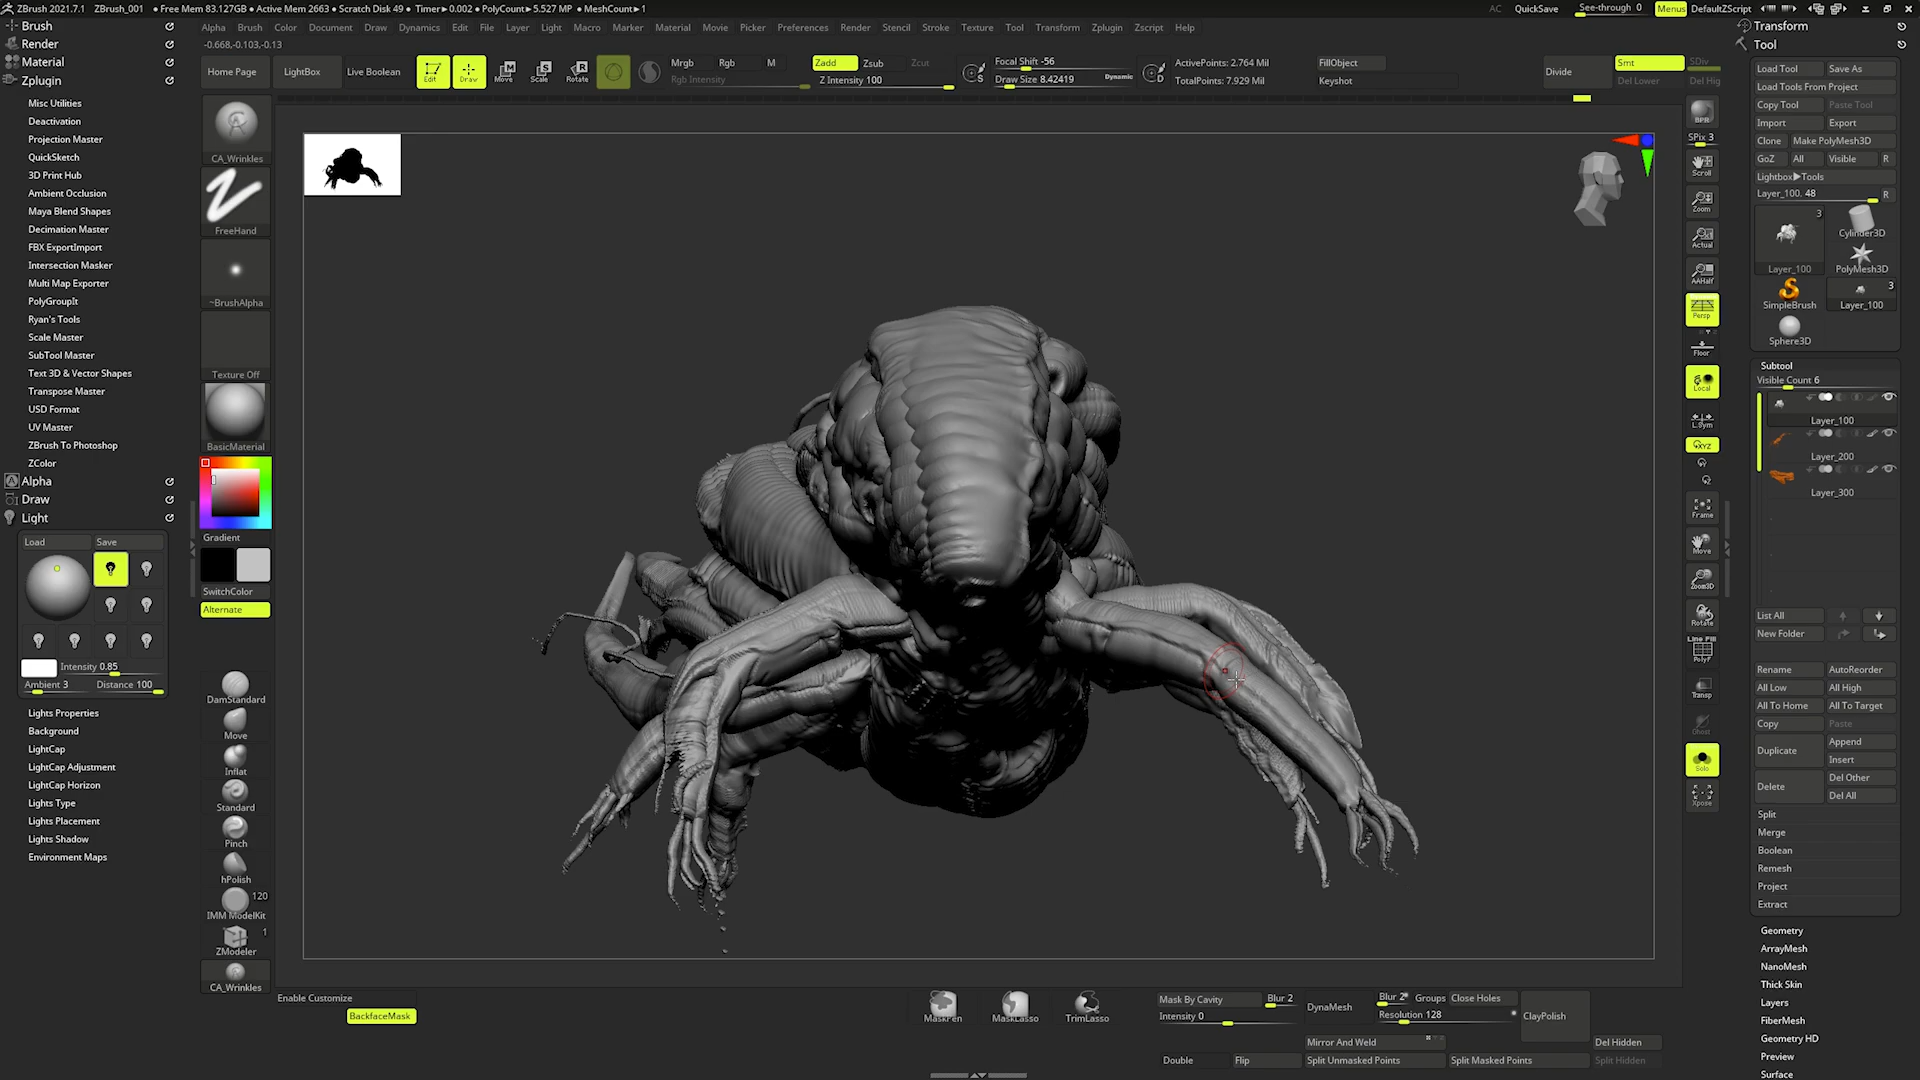 ZBrush 2021.7.1 ZBrush_001 • Free Mem 83.127GB • Active Mem 2663 • Scratch Disk 49 • Timer►0.002 • PolyCount►5.527 MP • MeshCount►1
AC QuickSave See-through 0 Menus DefaultZScript
Alpha Brush Color Document Draw Dynamics Edit File Layer Light Macro Marker Material Movie Picker Preferences Render Stencil Stroke Texture Tool Transform Zplugin Zscript Help
-0.668,-0.103,-0.13
Home Page LightBox Live Boolean Edit Draw Move Scale Rotate
Mrgb Rgb M
Rgb Intensity
Zadd Zsub Zcut
Z Intensity 100
Focal Shift -56
Draw Size 8.42419 Dynamic
ActivePoints: 2.764 Mil
TotalPoints: 7.929 Mil
FillObject
Keyshot
Divide
Smt SDiv
Del Lower Del Hig
Brush
Render
Material
Zplugin
Misc Utilities
Deactivation
Projection Master
QuickSketch
3D Print Hub
Ambient Occlusion
Maya Blend Shapes
Decimation Master
FBX ExportImport
Intersection Masker
Multi Map Exporter
PolyGroupIt
Ryan's Tools
Scale Master
SubTool Master
Text 3D & Vector Shapes
Transpose Master
USD Format
UV Master
ZBrush To Photoshop
ZColor
Alpha
Draw
Light
Load Save
Intensity 0.85
Ambient 3 Distance 100
Lights Properties
Background
LightCap
LightCap Adjustment
LightCap Horizon
Lights Type
Lights Placement
Lights Shadow
Environment Maps
CA_Wrinkles
FreeHand
~BrushAlpha
Texture Off
BasicMaterial
Gradient
SwitchColor
Alternate
DamStandard
Move
Inflat
Standard
Pinch
hPolish
120
IMM ModelKit
1
ZModeler
CA_Wrinkles
BPR
SPix 3
Scroll
Zoom
Actual
AAHalf
Persp
Floor
Local
L.Sym
XYZ
Frame
Move
Zoom3D
Rotate
Line Fill
PolyF
Transp
Ghost
Solo
Xpose
Transform
Tool
Load Tool Save As
Load Tools From Project
Copy Tool Paste Tool
Import Export
Clone Make PolyMesh3D
GoZ All Visible R
Lightbox►Tools
Layer_100. 48 R
3
Cylinder3D
Layer_100 PolyMesh3D
3
SimpleBrush Layer_100
Sphere3D
Subtool
Visible Count 6
Layer_100
Layer_200
Layer_300
List All
New Folder
Rename AutoReorder
All Low All High
All To Home All To Target
Copy Paste
Duplicate Append
Insert
Delete Del Other
Del All
Split
Merge
Boolean
Remesh
Project
Extract
Geometry
ArrayMesh
NanoMesh
Thick Skin
Layers
FiberMesh
Geometry HD
Preview
Surface
Enable Customize
BackfaceMask
MaskPen MaskLasso TrimLasso
Mask By Cavity Blur 2
Intensity 0
DynaMesh
Blur 2 Groups Close Holes
Resolution 128
ClayPolish
Mirror And Weld
Del Hidden
Double Flip Split Unmasked Points Split Masked Points Split Hidden